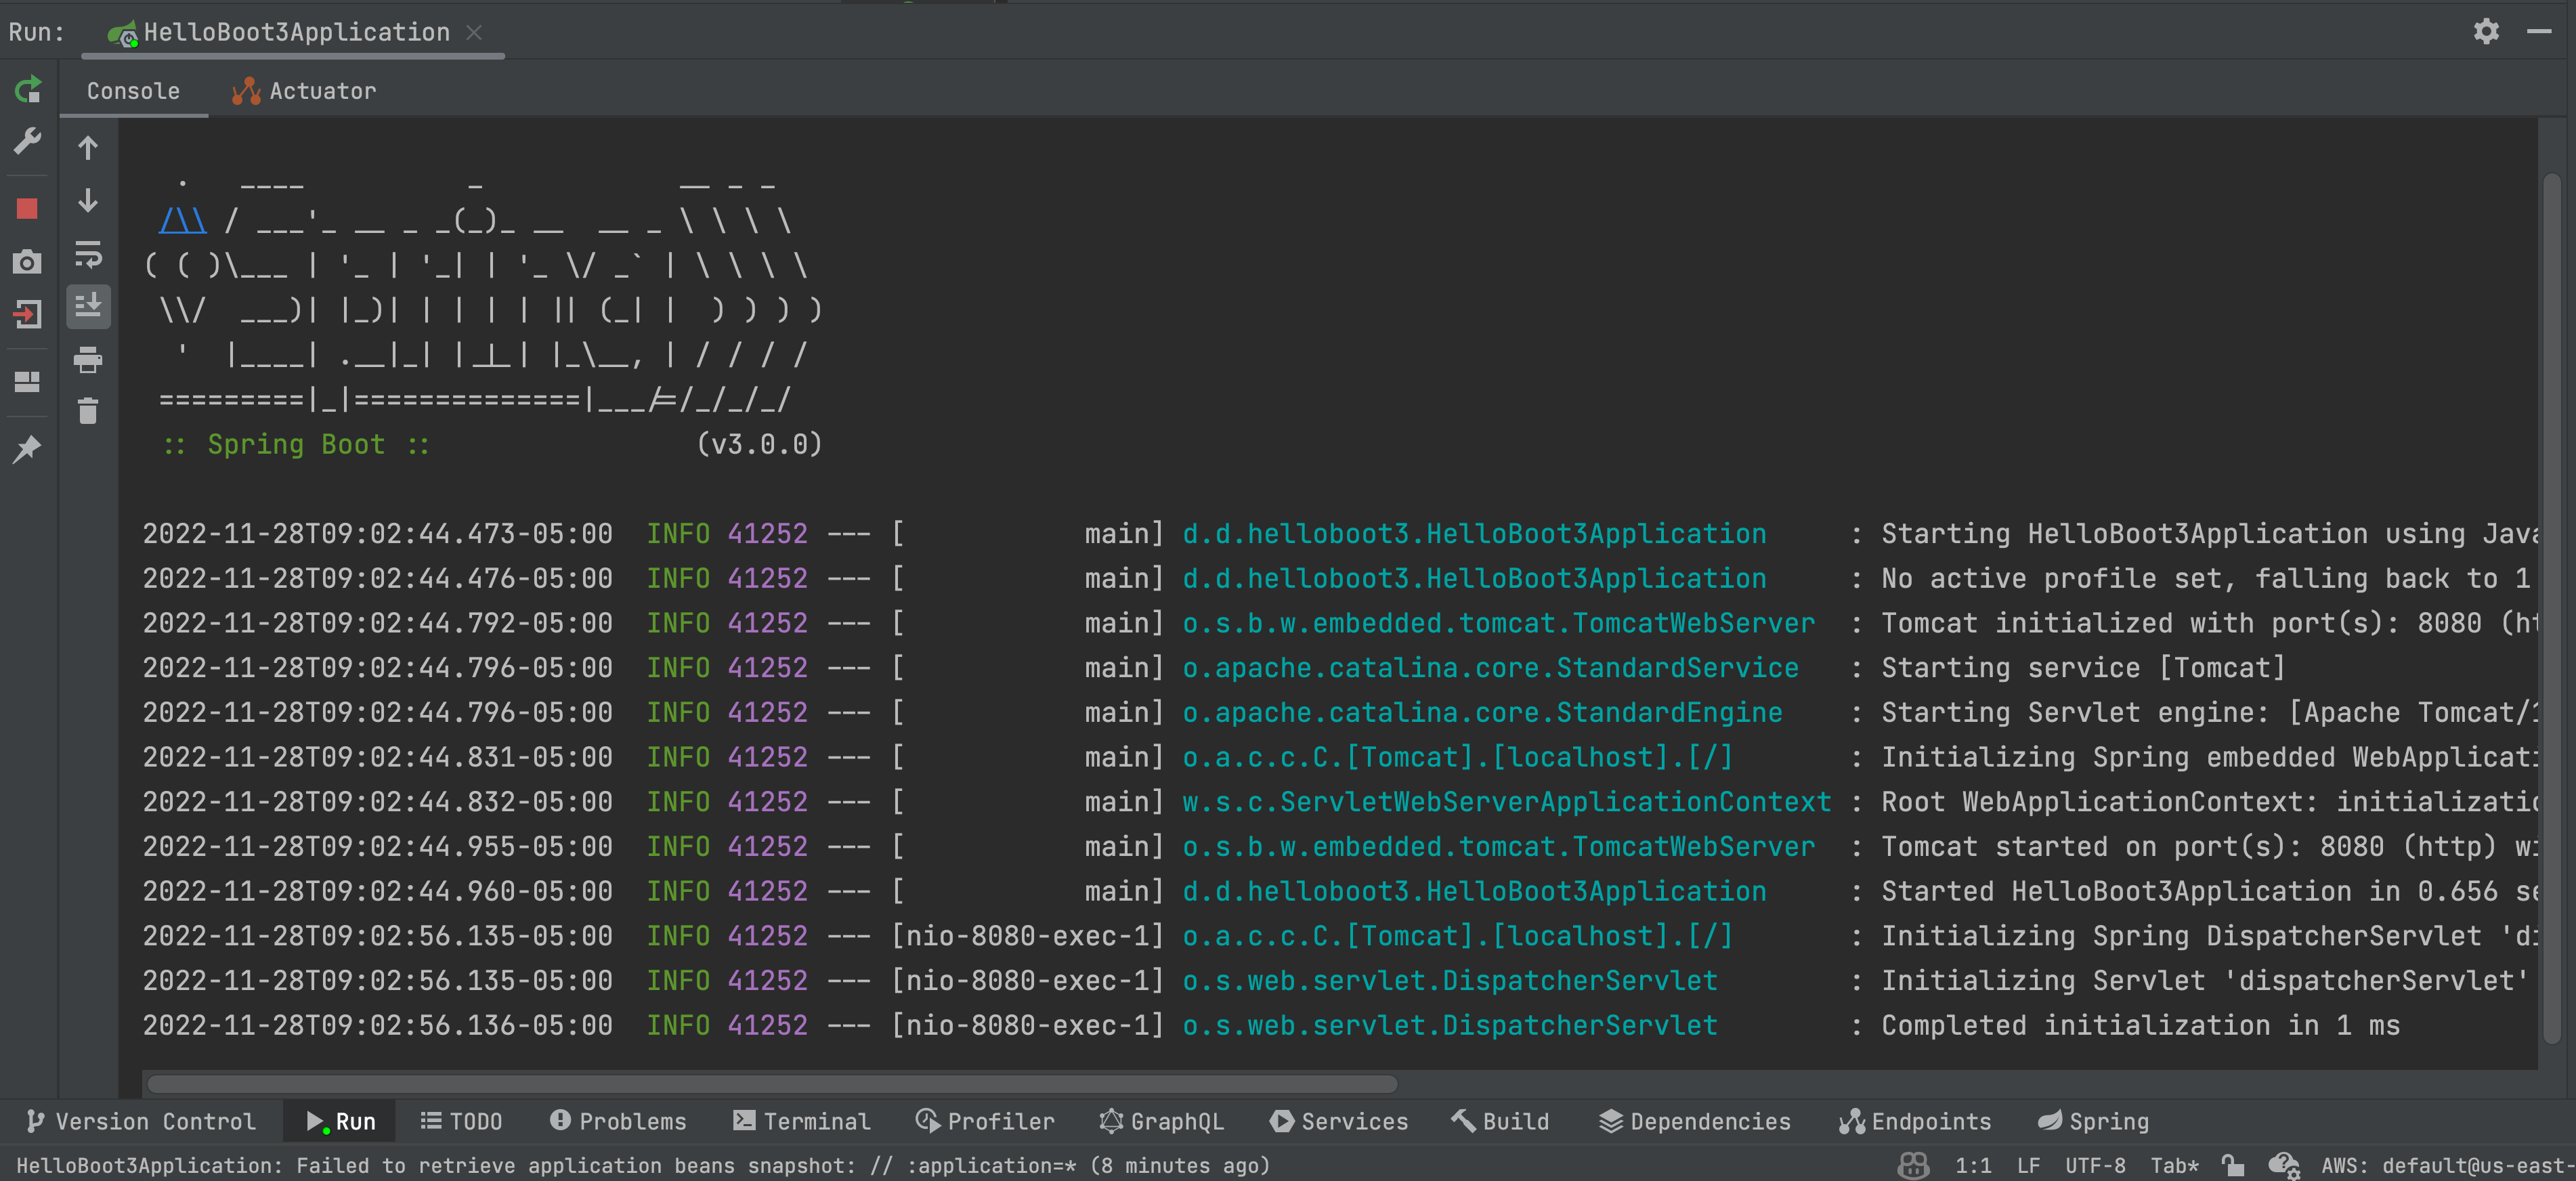 Run: HelloBoot3Application
Console Actuator
  .   ____          _            __ _ _
 /\\ / ___'_ __ _ _(_)_ __  __ _ \ \ \ \
( ( )\___ | '_ | '_| | '_ \/ _` | \ \ \ \
 \\/  ___)| |_)| | | | | || (_| |  ) ) ) )
  '  |____| .__|_| |_|_| |_\__, | / / / /
 =========|_|==============|___/=/_/_/_/
 :: Spring Boot ::                (v3.0.0)
2022-11-28T09:02:44.473-05:00  INFO 41252 --- [           main] d.d.helloboot3.HelloBoot3Application     : Starting HelloBoot3Application using Java
2022-11-28T09:02:44.476-05:00  INFO 41252 --- [           main] d.d.helloboot3.HelloBoot3Application     : No active profile set, falling back to 1
2022-11-28T09:02:44.792-05:00  INFO 41252 --- [           main] o.s.b.w.embedded.tomcat.TomcatWebServer  : Tomcat initialized with port(s): 8080 (ht
2022-11-28T09:02:44.796-05:00  INFO 41252 --- [           main] o.apache.catalina.core.StandardService   : Starting service [Tomcat]
2022-11-28T09:02:44.796-05:00  INFO 41252 --- [           main] o.apache.catalina.core.StandardEngine    : Starting Servlet engine: [Apache Tomcat/1
2022-11-28T09:02:44.831-05:00  INFO 41252 --- [           main] o.a.c.c.C.[Tomcat].[localhost].[/]       : Initializing Spring embedded WebApplicati
2022-11-28T09:02:44.832-05:00  INFO 41252 --- [           main] w.s.c.ServletWebServerApplicationContext : Root WebApplicationContext: initializatio
2022-11-28T09:02:44.955-05:00  INFO 41252 --- [           main] o.s.b.w.embedded.tomcat.TomcatWebServer  : Tomcat started on port(s): 8080 (http) wi
2022-11-28T09:02:44.960-05:00  INFO 41252 --- [           main] d.d.helloboot3.HelloBoot3Application     : Started HelloBoot3Application in 0.656 se
2022-11-28T09:02:56.135-05:00  INFO 41252 --- [nio-8080-exec-1] o.a.c.c.C.[Tomcat].[localhost].[/]       : Initializing Spring DispatcherServlet 'di
2022-11-28T09:02:56.135-05:00  INFO 41252 --- [nio-8080-exec-1] o.s.web.servlet.DispatcherServlet        : Initializing Servlet 'dispatcherServlet'
2022-11-28T09:02:56.136-05:00  INFO 41252 --- [nio-8080-exec-1] o.s.web.servlet.DispatcherServlet        : Completed initialization in 1 ms
Version Control Run TODO Problems Terminal Profiler GraphQL Services Build Dependencies Endpoints Spring
HelloBoot3Application: Failed to retrieve application beans snapshot: // :application=* (8 minutes ago) 1:1 LF UTF-8 Tab* AWS: default@us-east-